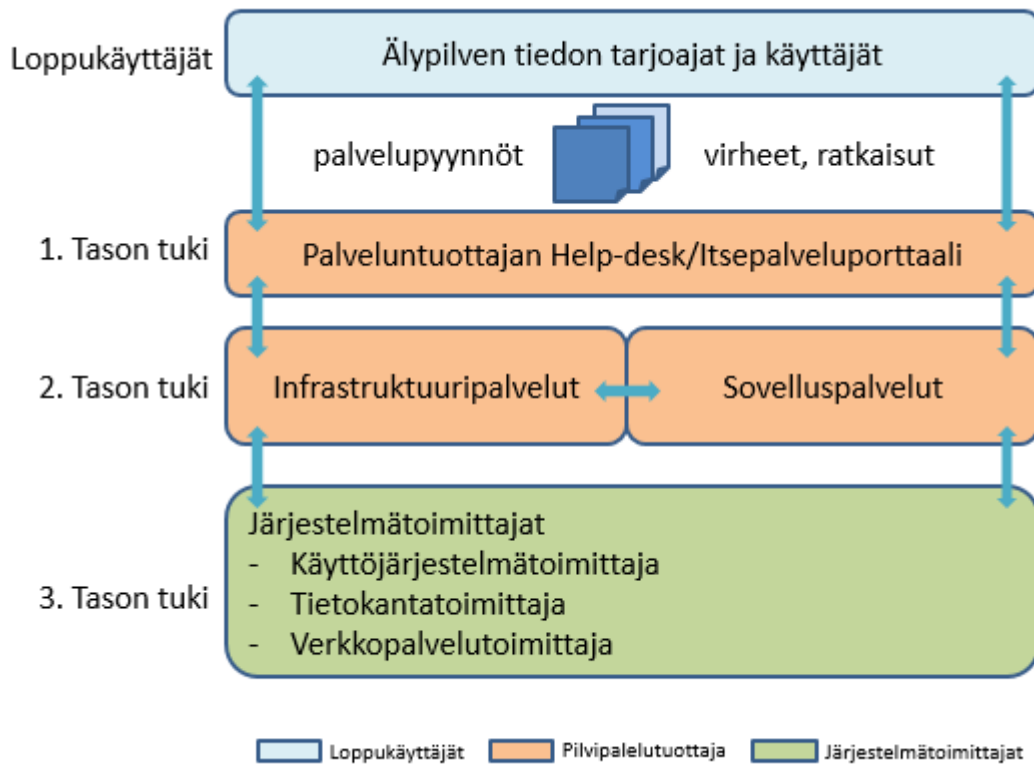 Loppukäyttäjät
Älypilven tiedon tarjoajat ja käyttäjät
palvelupyynnöt
virheet, ratkaisut
1. Tason tuki
Palveluntuottajan Help-desk/Itsepalveluporttaali
2. Tason tuki
Infrastruktuuripalvelut
Sovelluspalvelut
3. Tason tuki
Järjestelmätoimittajat
- Käyttöjärjestelmätoimittaja
- Tietokantatoimittaja
- Verkkopalvelutoimittaja
Loppukäyttäjät
Pilvipalelutuottaja
Järjestelmätoimittajat